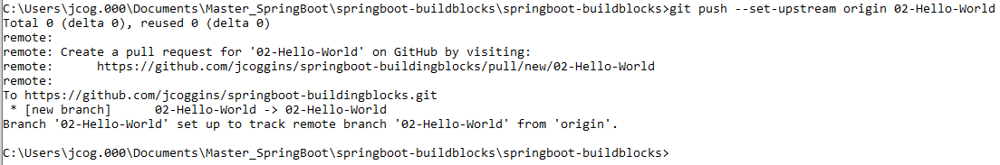 C:\Users\jcog.000\Documents\Master_SpringBoot\springboot-buildblocks\springboot-buildblocks>git push --set-upstream origin 02-Hello-World
Total 0 (delta 0), reused 0 (delta 0)
remote:
remote: Create a pull request for '02-Hello-World' on GitHub by visiting:
remote:      https://github.com/jcoggins/springboot-buildingblocks/pull/new/02-Hello-World
remote:
To https://github.com/jcoggins/springboot-buildingblocks.git
 * [new branch]      02-Hello-World -> 02-Hello-World
Branch '02-Hello-World' set up to track remote branch '02-Hello-World' from 'origin'.
C:\Users\jcog.000\Documents\Master_SpringBoot\springboot-buildblocks\springboot-buildblocks>